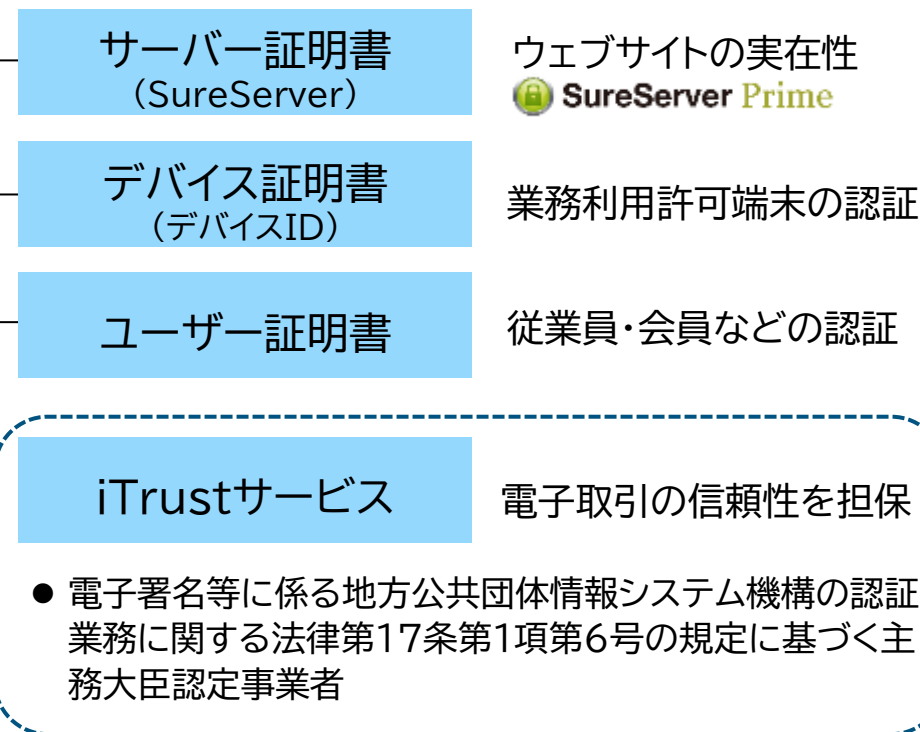 サーバー証明書
(SureServer)
ウェブサイトの実在性
SureServer Prime
デバイス証明書
(デバイスID)
業務利用許可端末の認証
ユーザー証明書
従業員・会員などの認証
iTrustサービス
電子取引の信頼性を担保
● 電子署名等に係る地方公共団体情報システム機構の認証
業務に関する法律第17条第1項第6号の規定に基づく主
務大臣認定事業者